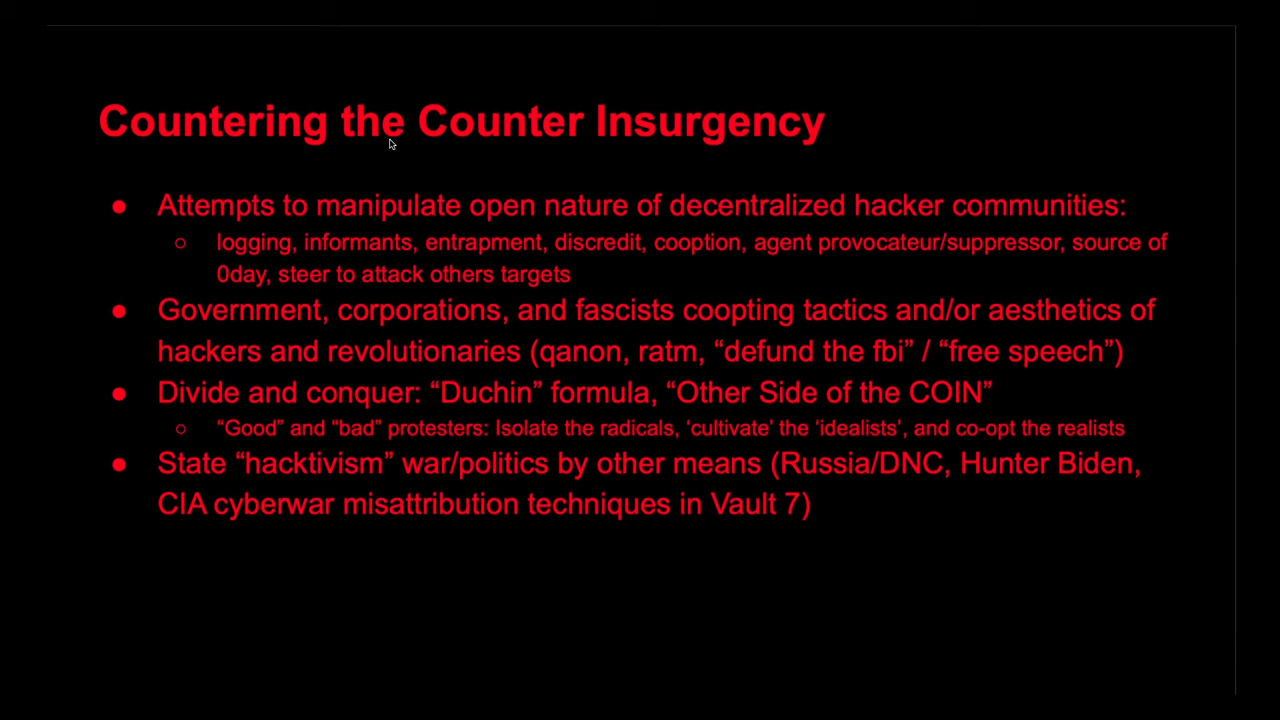 Countering the Counter Insurgency
● Attempts to manipulate open nature of decentralized hacker communities:
○ logging, informants, entrapment, discredit, cooption, agent provocateur/suppressor, source of
0day, steer to attack others targets
● Government, corporations, and fascists coopting tactics and/or aesthetics of
hackers and revolutionaries (qanon, ratm, “defund the fbi” / “free speech”)
● Divide and conquer: “Duchin” formula, “Other Side of the COIN”
○ “Good” and “bad” protesters: Isolate the radicals, ‘cultivate’ the ‘idealists’, and co-opt the realists
● State “hacktivism” war/politics by other means (Russia/DNC, Hunter Biden,
CIA cyberwar misattribution techniques in Vault 7)